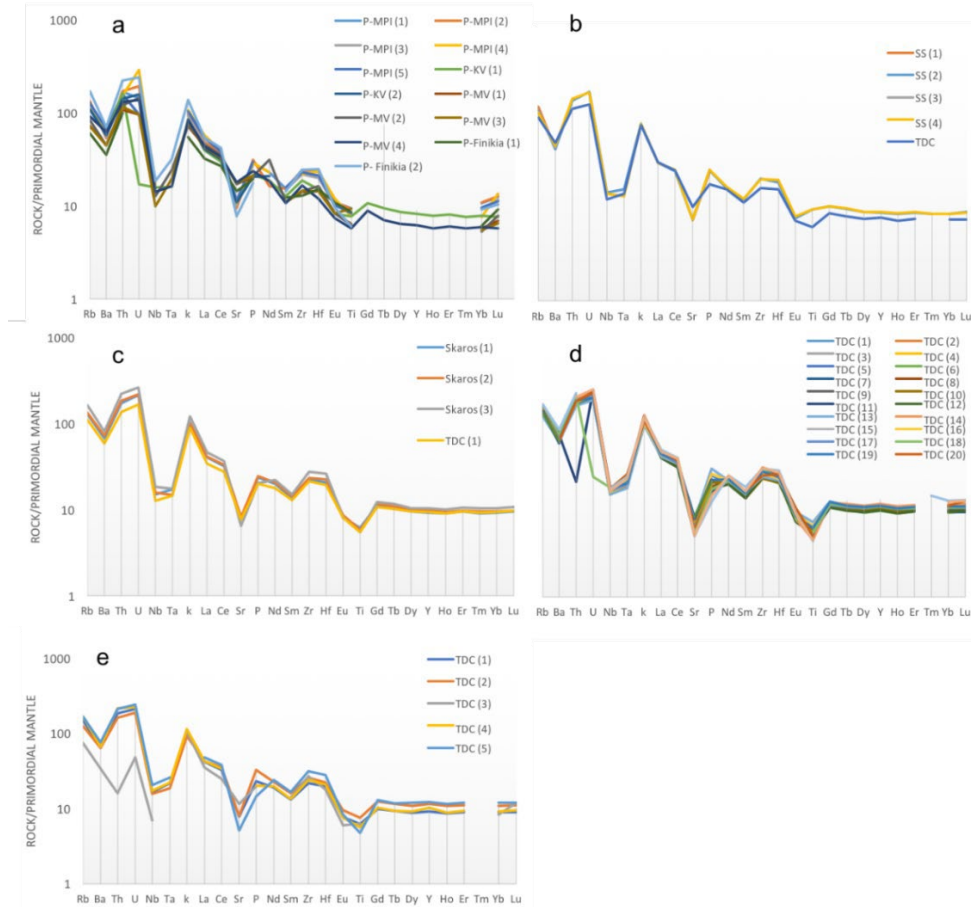 a
1000
100
10
1
ROCK/PRIMORDIAL MANTLE
P-MPI (1) P-MPI (2)
P-MPI (3) P-MPI (4)
P-MPI (5) P-KV (1)
P-KV (2) P-MV (1)
P-MV (2) P-MV (3)
P-MV (4) P-Finikia (1)
P- Finikia (2)
Rb Ba Th U Nb Ta k La Ce Sr P Nd Sm Zr Hf Eu Ti Gd Tb Dy Y Ho Er Tm Yb Lu
b
SS (1)
SS (2)
SS (3)
SS (4)
TDC
Rb Ba Th U Nb Ta K La Ce Sr P Nd Sm Zr Hf Eu Ti Gd Tb Dy Y Ho Er Tm Yb Lu
c
1000
100
10
1
ROCK/PRIMORDIAL MANTLE
Skaros (1)
Skaros (2)
Skaros (3)
TDC (1)
Rb Ba Th U Nb Ta k La Ce Sr P Nd Sm Zr Hf Eu Ti Gd Tb Dy Y Ho Er Tm Yb Lu
d
TDC (1) TDC (2)
TDC (3) TDC (4)
TDC (5) TDC (6)
TDC (7) TDC (8)
TDC (9) TDC (10)
TDC (11) TDC (12)
TDC (13) TDC (14)
TDC (15) TDC (16)
TDC (17) TDC (18)
TDC (19) TDC (20)
Rb Ba Th U Nb Ta k La Ce Sr P Nd Sm Zr Hf Eu Ti Gd Tb Dy Y Ho Er Tm Yb Lu
e
1000
100
10
1
ROCK/PRIMORDIAL MANTLE
TDC (1)
TDC (2)
TDC (3)
TDC (4)
TDC (5)
Rb Ba Th U Nb Ta k La Ce Sr P Nd Sm Zr Hf Eu Ti Gd Tb Dy Y Ho Er Tm Yb Lu